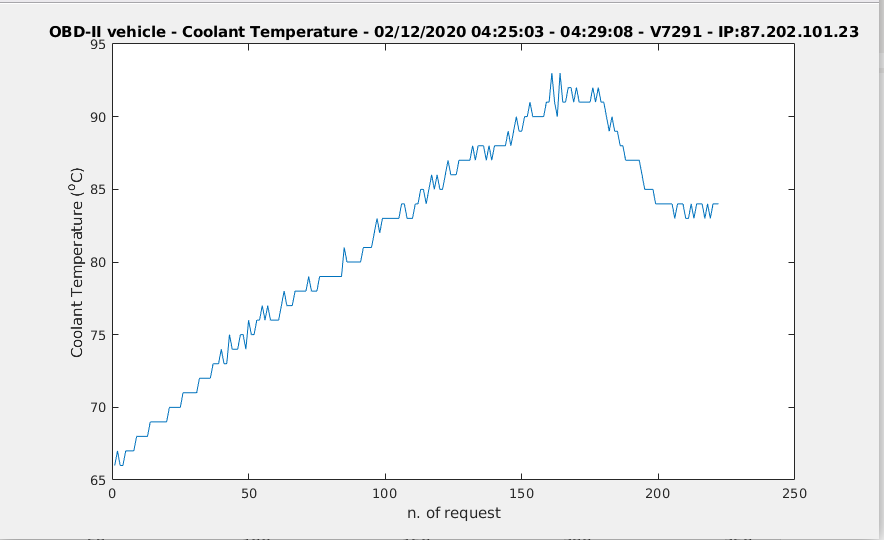 OBD-II vehicle - Coolant Temperature - 02/12/2020 04:25:03 - 04:29:08 - V7291 - IP:87.202.101.23
95
90
85
80
75
70
65
Coolant Temperature (°C)
0 50 100 150 200 250
n. of request